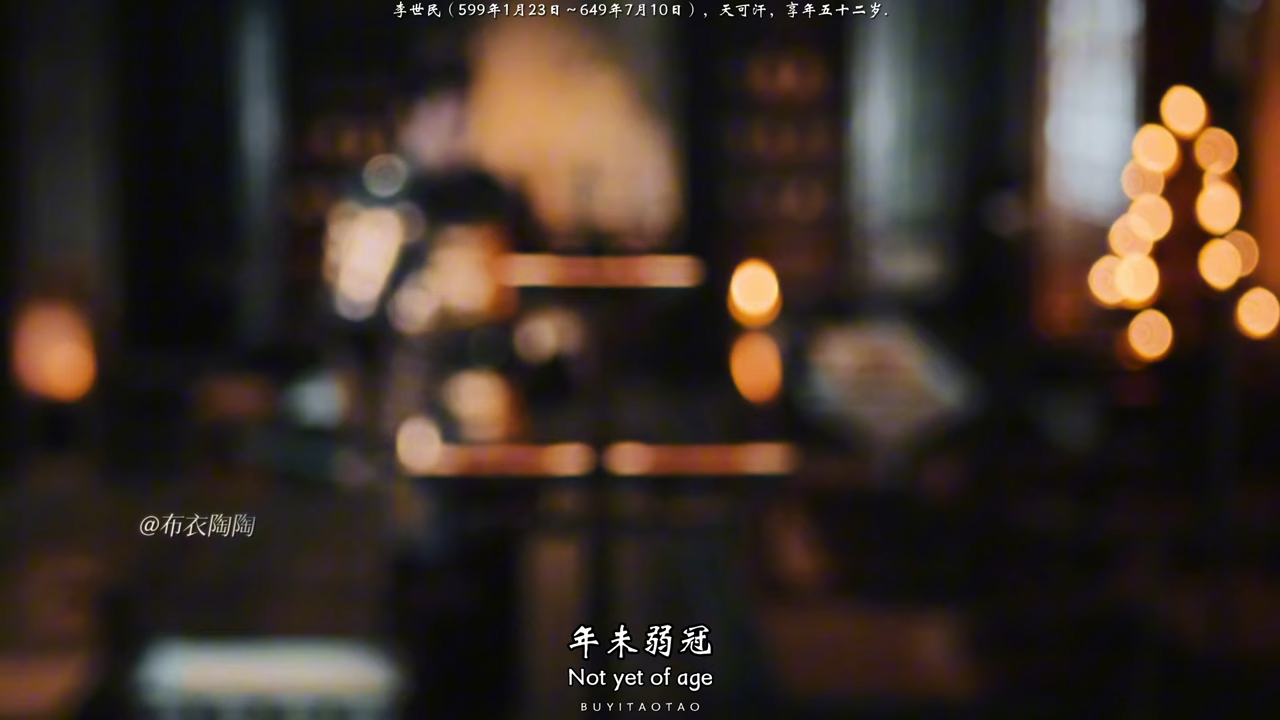 李世民（599年1月23日～649年7月10日），天可汗，享年五十二岁.
@布衣陶陶
年未弱冠
Not yet of age
BUYITAOTAO